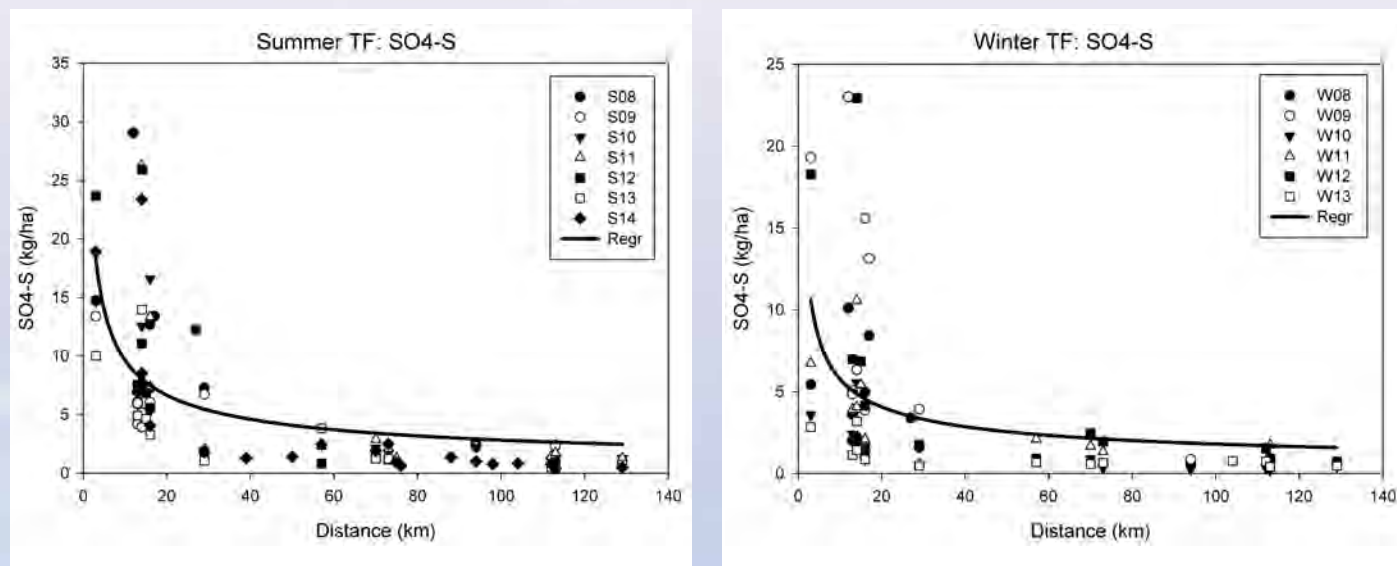 Summer TF: SO4-S
35
30
25
20
15
10
5
0
SO4-S (kg/ha)
S08
S09
S10
S11
S12
S13
S14
Regr
0 20 40 60 80 100 120 140
Distance (km)
Winter TF: SO4-S
25
20
15
10
5
0
SO4-S (kg/ha)
W08
W09
W10
W11
W12
W13
Regr
0 20 40 60 80 100 120 140
Distance (km)